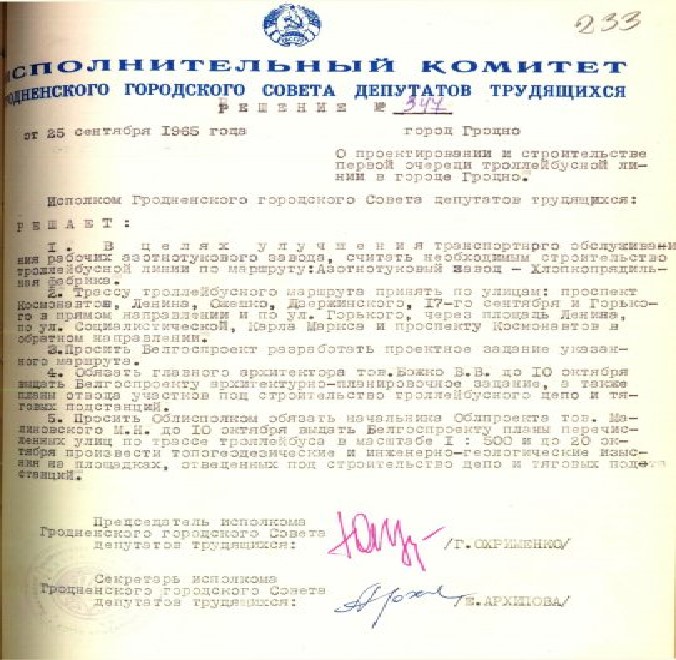 233
ИСПОЛНИТЕЛЬНЫЙ КОМИТЕТ
РОДНЕНСКОГО ГОРОДСКОГО СОВЕТА ДЕПУТАТОВ ТРУДЯЩИХСЯ
РЕШЕНИЕ № 347
от 25 сентября 1965 года город Гродно
О проектировании и строительстве
первой очереди троллейбусной ли-
нии в городе Гродно.
Исполком Гродненского городского Совета депутатов трудящихся:
РЕШАЕТ:
1. В целях улучшения транспортного обслуживан-
ия рабочих азотнотукового завода, считать необходимым строительство
троллейбусной линии по маршруту: Азотнотуковый завод - Хлопкопрядиль-
ная фабрика.
2. Трассу троллейбусного маршрута принять по улицам: проспект
Космонавтов, Ленина, Ожешко, Дзержинского, 17-го сентября и Горько-
го в прямом направлении и по ул. Горького, через площадь Ленина,
по ул. Социалистической, Карла Маркса и проспекту Космонавтов в
обратном направлении.
3. Просить Белгоспроект разработать проектное задание указан-
ного маршрута.
4. Обязать главного архитектора тов. Божко В.В. до 10 октября
выдать Белгоспроекту архитектурно-планировочное задание, а также
планы отвода участков под строительство троллейбусного депо и тя-
говых подстанций.
5. Просить Облисполком обязать начальника Облпроекта тов. Ма-
линовского М.Н. до 10 октября выдать Белгоспроекту планы перечис-
ленных улиц по трассе троллейбуса в масштабе 1 : 500 и до 20 ок-
тября произвести топогеодезические и инженерно-геологические изыс-
кания на площадках, отведенных под строительство депо и тяговых подстан-
станций.
Председатель исполкома
Гродненского городского Совета
депутатов трудящихся: /Г.ОХРИМЕНКО/
Секретарь исполкома
Гродненского городского Совета
депутатов трудящихся: /Е.АРХИПОВА/